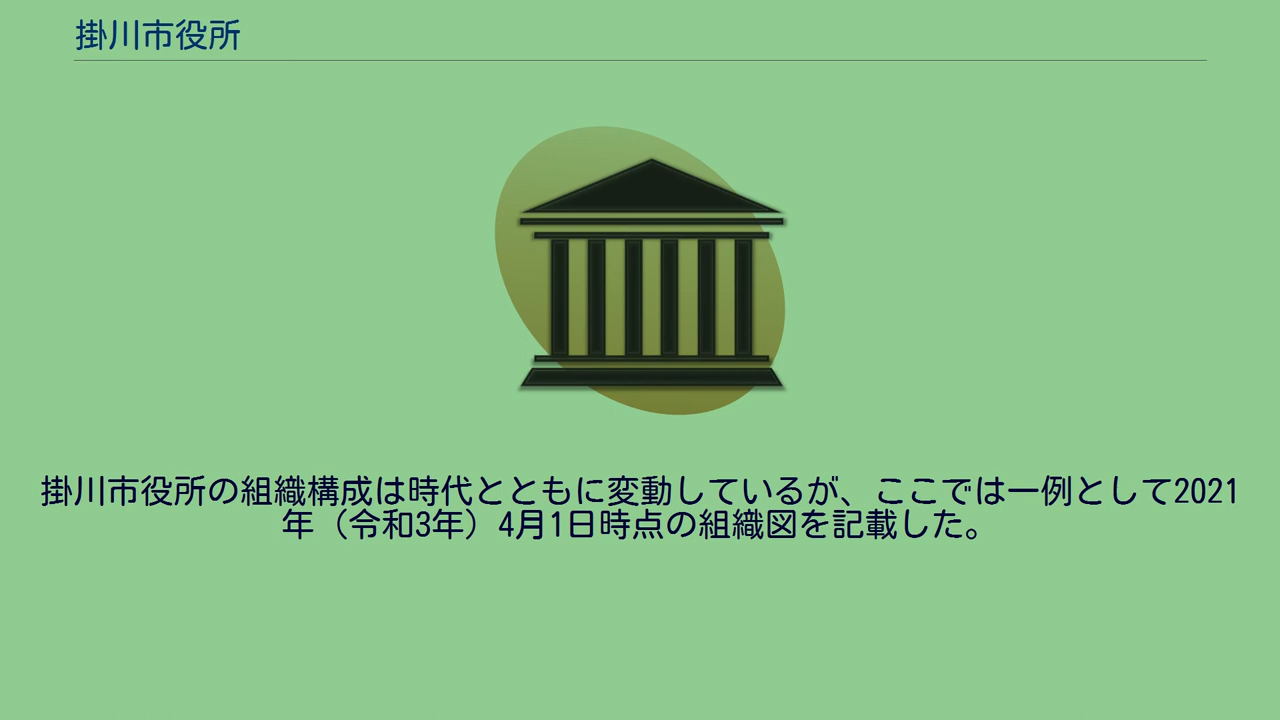 掛川市役所
掛川市役所の組織構成は時代とともに変動しているが、ここでは一例として2021
年（令和3年）4月1日時点の組織図を記載した。